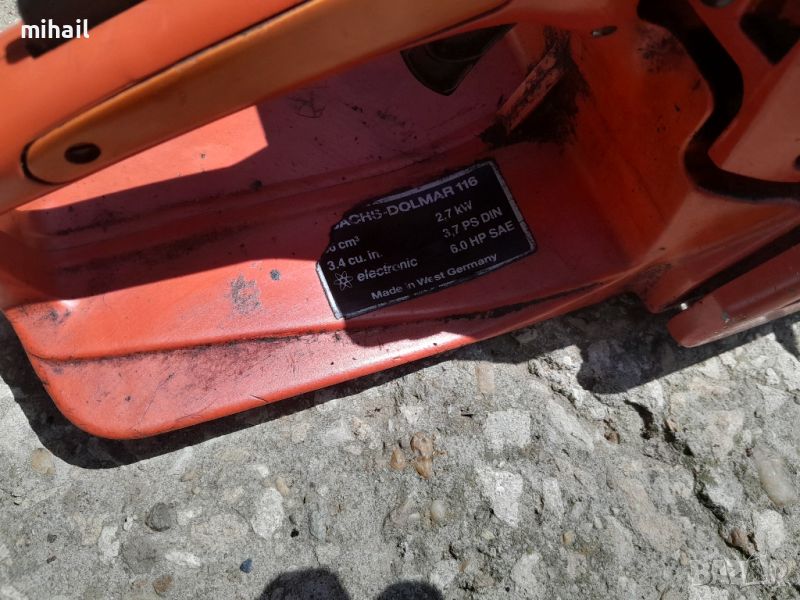 mihail
SACHS-DOLMAR 116
cm³ 2.7 kW
3.4 cu. in. 3.7 PS DIN
electronic 6.0 HP SAE
Made in West Germany